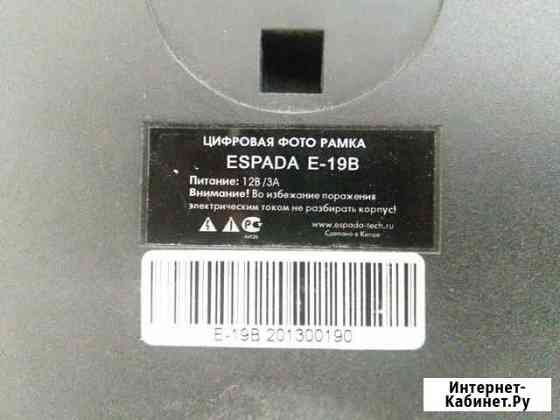 ЦИФРОВАЯ ФОТО РАМКА
ESPADA E-19B
Питание: 12В/3А
Внимание! Во избежание поражения
электрическим током не разбирать корпус!
www.espada-tech.ru
Сделано в Китае
E-19B 201300190
Интернет-
Кабинет.Ру